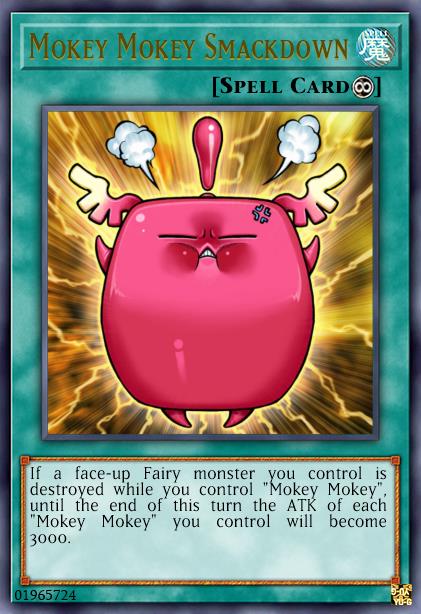 Mokey Mokey Smackdown
SPELL
魔
[Spell Card]
If a face-up Fairy monster you control is
destroyed while you control "Mokey Mokey",
until the end of this turn the ATK of each
"Mokey Mokey" you control will become
3000.
01965724